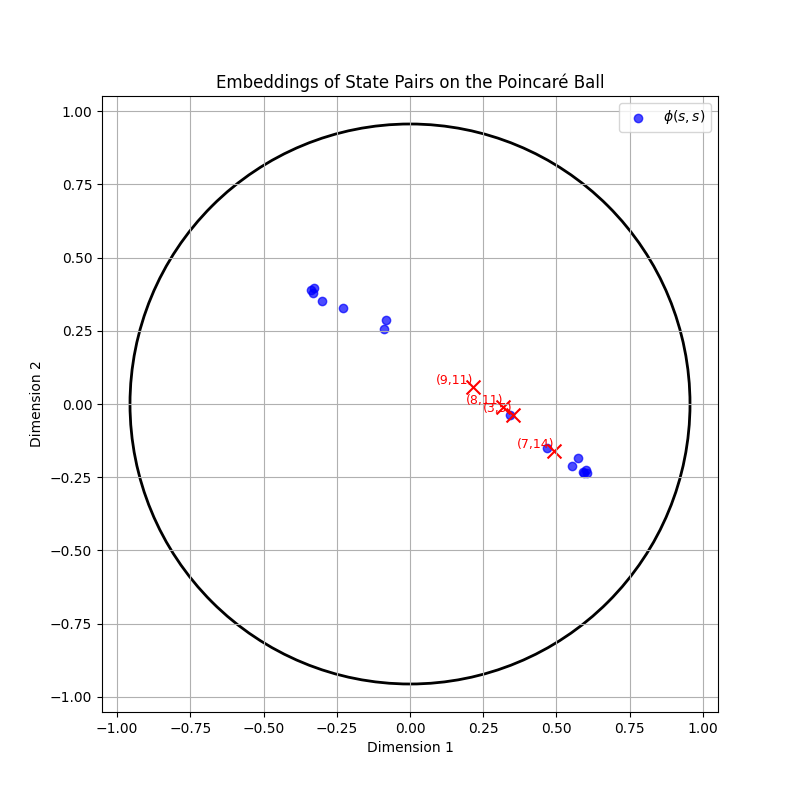 Embeddings of State Pairs on the Poincaré Ball
1.00
0.75
0.50
0.25
0.00
−0.25
−0.50
−0.75
−1.00
Dimension 2
ϕ(s, s)
(9,11)
(8,11)
(7,14)
−1.00 −0.75 −0.50 −0.25 0.00 0.25 0.50 0.75 1.00
Dimension 1